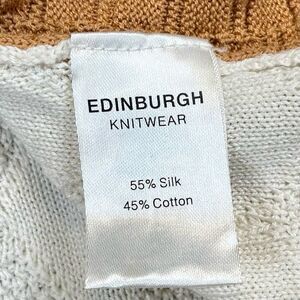 EDINBURGH
KNITWEAR
55% Silk
45% Cotton